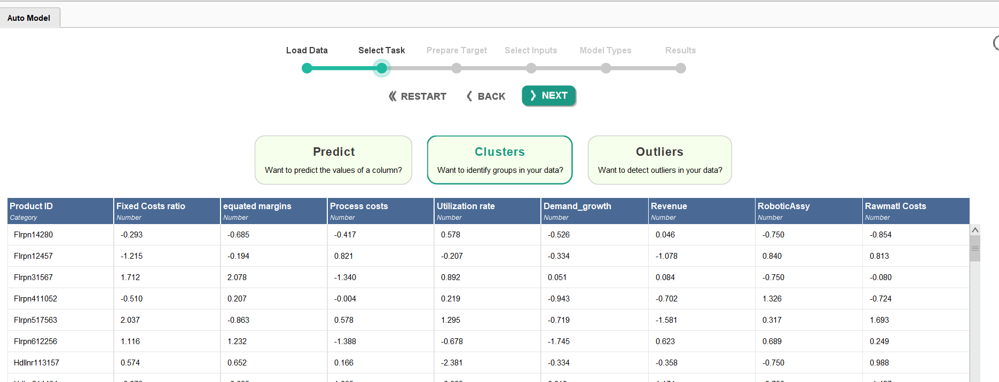 Auto Model
Load Data Select Task Prepare Target Select Inputs Model Types Results
RESTART BACK NEXT
Predict Clusters Outliers
Want to predict the values of a column? Want to identify groups in your data? Want to detect outliers in your data?
Product ID Fixed Costs ratio equated margins Process costs Utilization rate Demand_growth Revenue RoboticAssy Rawmatl Costs
Category Number Number Number Number Number Number Number Number
Flrpn14280 -0.293 -0.685 -0.417 0.578 -0.526 0.046 -0.750 -0.854
Flrpn12457 -1.215 -0.194 0.821 -0.207 -0.334 -1.078 0.840 0.813
Flrpn31567 1.712 2.078 -1.340 0.892 0.051 0.084 -0.750 -0.080
Flrpn411052 -0.510 0.207 -0.004 0.219 -0.943 -0.702 1.326 -0.724
Flrpn517563 2.037 -0.863 0.578 1.295 -0.719 -1.581 0.317 1.693
Flrpn612256 1.116 1.232 -1.388 -0.678 -1.745 0.623 0.689 0.249
Hdllnr113157 0.574 0.652 0.166 -2.381 -0.334 -0.358 -0.750 0.988